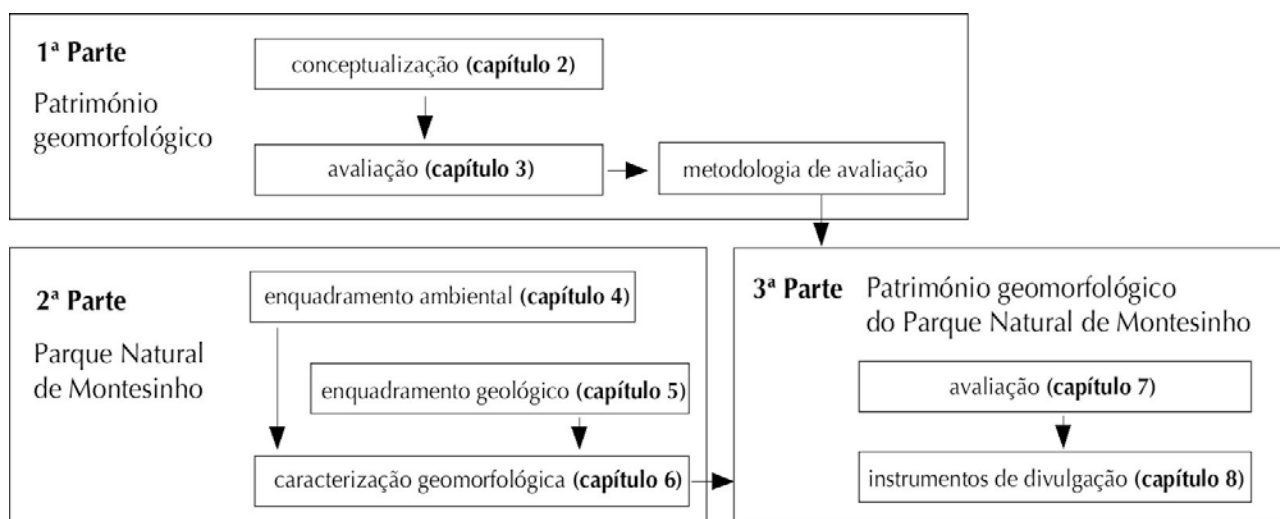 1ª Parte
Património
geomorfológico
conceptualização (capítulo 2)
avaliação (capítulo 3)
metodologia de avaliação
2ª Parte
Parque Natural
de Montesinho
enquadramento ambiental (capítulo 4)
enquadramento geológico (capítulo 5)
caracterização geomorfológica (capítulo 6)
3ª Parte Património geomorfológico
do Parque Natural de Montesinho
avaliação (capítulo 7)
instrumentos de divulgação (capítulo 8)